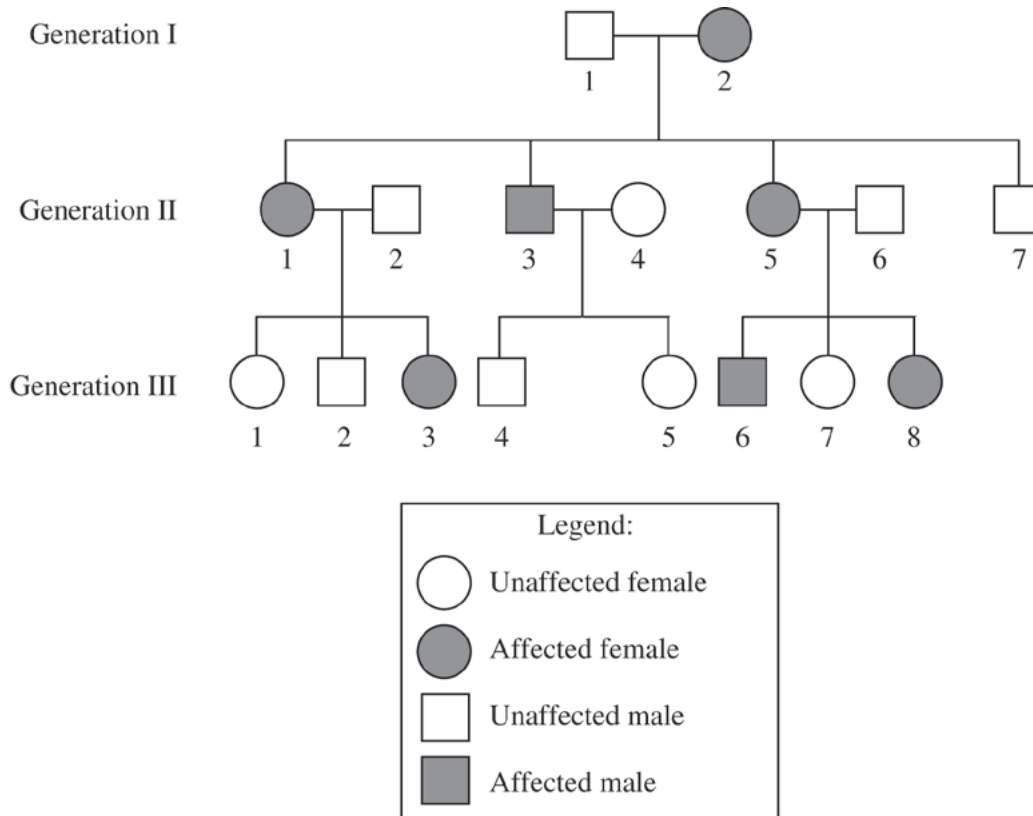 Generation I
1 2
Generation II
1 2 3 4 5 6 7
Generation III
1 2 3 4 5 6 7 8
Legend:
Unaffected female
Affected female
Unaffected male
Affected male